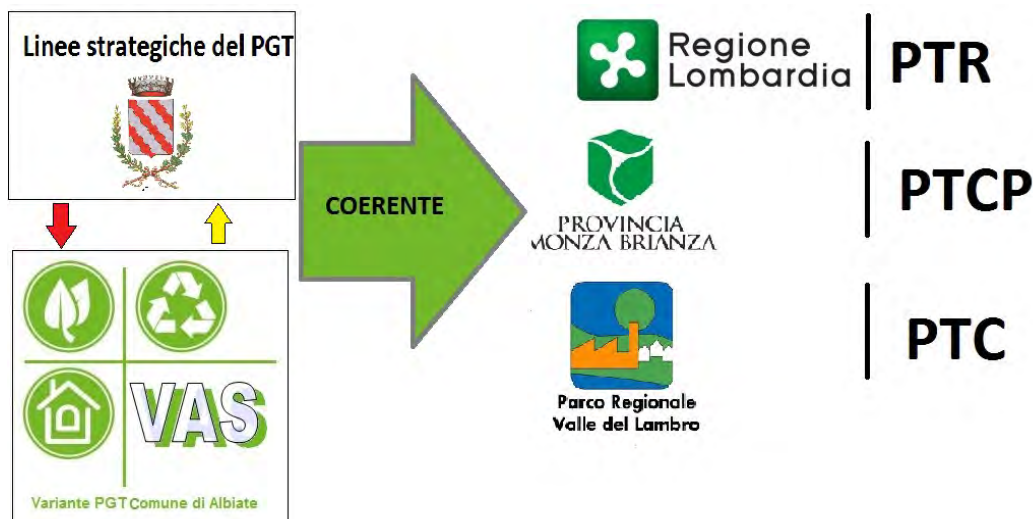 Linee strategiche del PGT
COERENTE
VAS
Variante PGT Comune di Albiate
Regione
Lombardia
PTR
PROVINCIA
MONZA BRIANZA
PTCP
Parco Regionale
Valle del Lambro
PTC